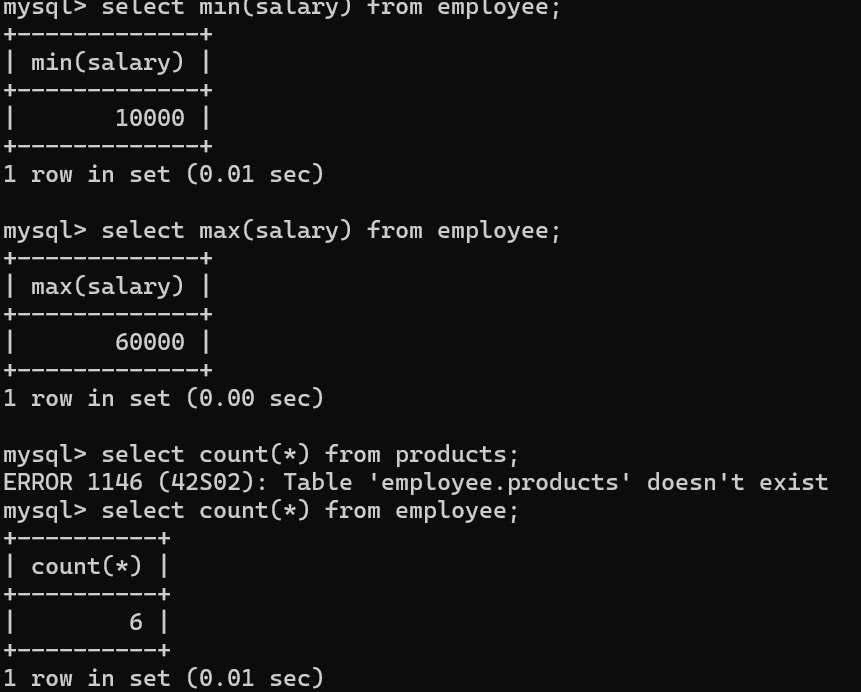 mysql> select min(salary) from employee;
+-------------+
| min(salary) |
+-------------+
|       10000 |
+-------------+
1 row in set (0.01 sec)

mysql> select max(salary) from employee;
+-------------+
| max(salary) |
+-------------+
|       60000 |
+-------------+
1 row in set (0.00 sec)

mysql> select count(*) from products;
ERROR 1146 (42S02): Table 'employee.products' doesn't exist
mysql> select count(*) from employee;
+----------+
| count(*) |
+----------+
|        6 |
+----------+
1 row in set (0.01 sec)